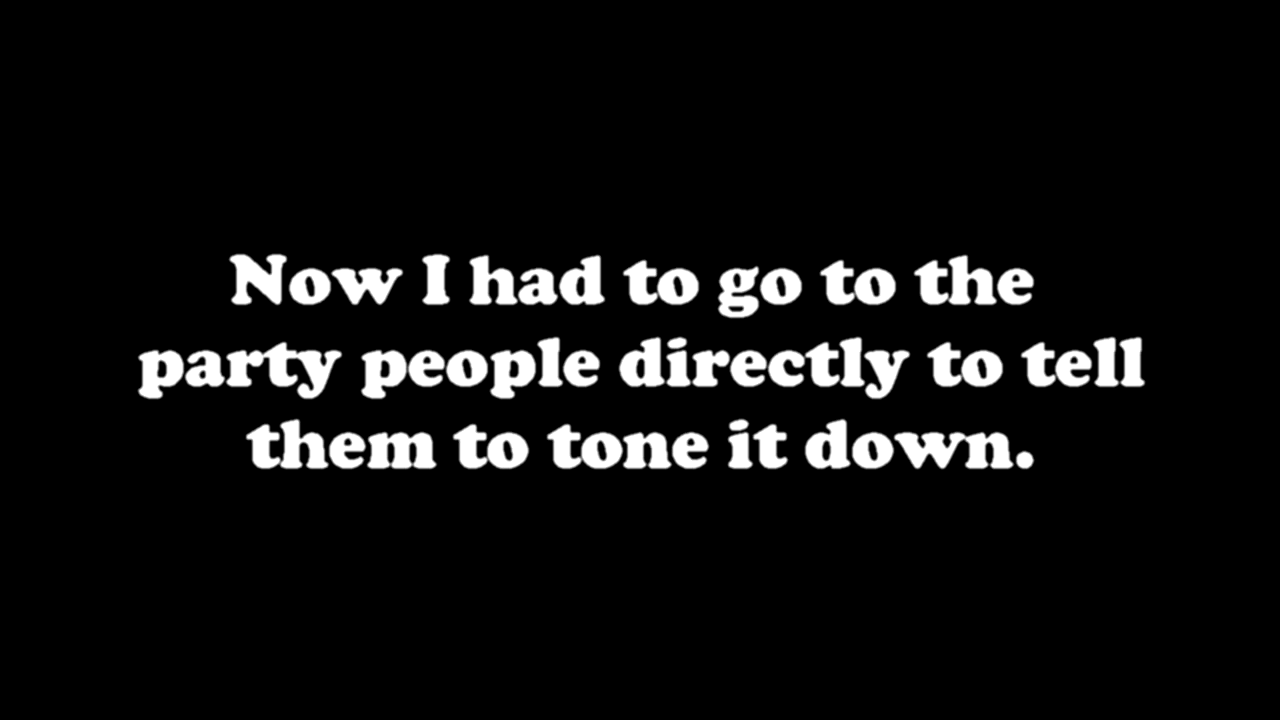 Now I had to go to the
party people directly to tell
them to tone it down.